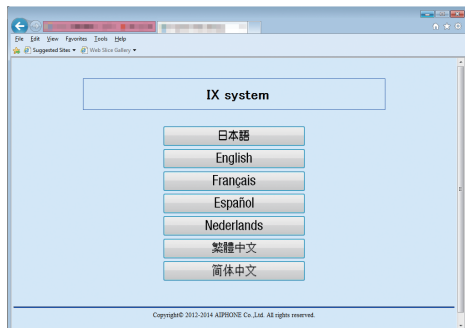 File Edit View Favorites Tools Help
Suggested Sites Web Slice Gallery
IX system
日本語
English
Français
Español
Nederlands
繁體中文
简体中文
Copyright© 2012-2014 AIPHONE Co.,Ltd. All rights reserved.